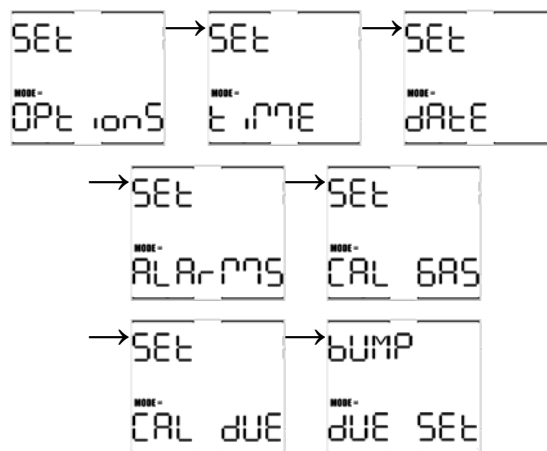 SEt
MODE=
OPt ionS
SEt
MODE=
t iME
SEt
MODE=
dAtE
SEt
MODE=
ALArMS
SEt
MODE=
CAL GAS
SEt
MODE=
CAL dUE
bUMP
MODE=
dUE SEt